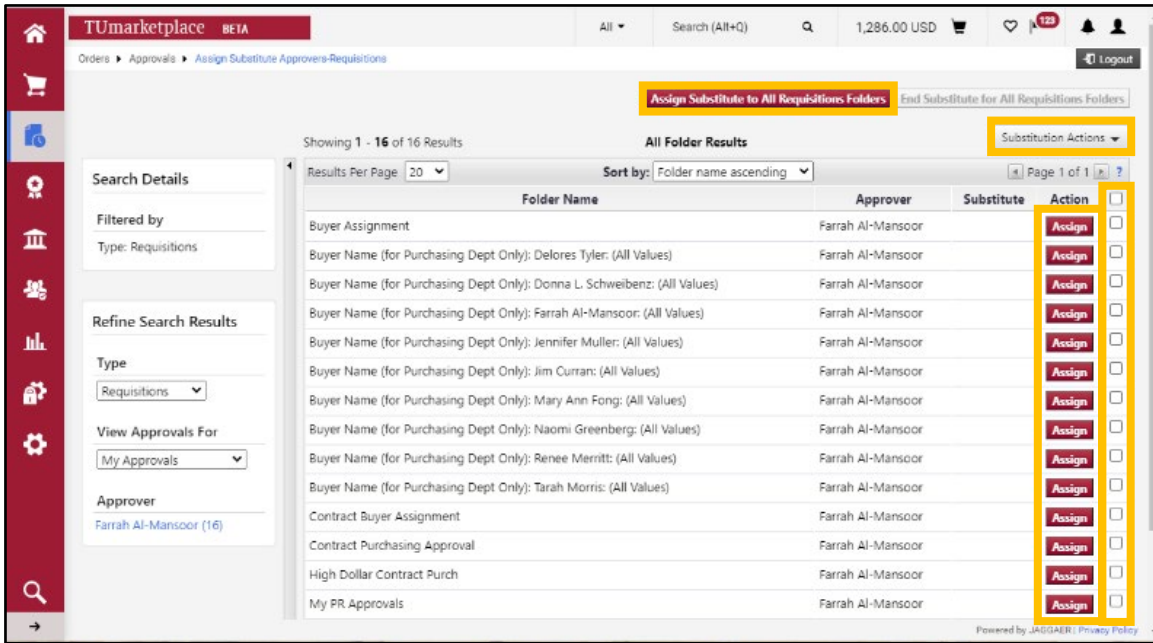 TUmarketplace BETA
All Search (Alt+Q) 1,286.00 USD 123
Orders Approvals Assign Substitute Approvers-Requisitions Logout
Assign Substitute to All Requisitions Folders End Substitute for All Requisitions Folders
Showing 1 - 16 of 16 Results All Folder Results Substitution Actions
Search Details
Filtered by
Type: Requisitions
Refine Search Results
Type
Requisitions
View Approvals For
My Approvals
Approver
Farrah Al-Mansoor (16)
Results Per Page 20 Sort by: Folder name ascending Page 1 of 1 ?
Folder Name Approver Substitute Action
Buyer Assignment Farrah Al-Mansoor Assign
Buyer Name (for Purchasing Dept Only): Delores Tyler: (All Values) Farrah Al-Mansoor Assign
Buyer Name (for Purchasing Dept Only): Donna L. Schweibenz: (All Values) Farrah Al-Mansoor Assign
Buyer Name (for Purchasing Dept Only): Farrah Al-Mansoor: (All Values) Farrah Al-Mansoor Assign
Buyer Name (for Purchasing Dept Only): Jennifer Muller: (All Values) Farrah Al-Mansoor Assign
Buyer Name (for Purchasing Dept Only): Jim Curran: (All Values) Farrah Al-Mansoor Assign
Buyer Name (for Purchasing Dept Only): Mary Ann Fong: (All Values) Farrah Al-Mansoor Assign
Buyer Name (for Purchasing Dept Only): Naomi Greenberg: (All Values) Farrah Al-Mansoor Assign
Buyer Name (for Purchasing Dept Only): Renee Merritt: (All Values) Farrah Al-Mansoor Assign
Buyer Name (for Purchasing Dept Only): Tarah Morris: (All Values) Farrah Al-Mansoor Assign
Contract Buyer Assignment Farrah Al-Mansoor Assign
Contract Purchasing Approval Farrah Al-Mansoor Assign
High Dollar Contract Purch Farrah Al-Mansoor Assign
My PR Approvals Farrah Al-Mansoor Assign
Powered by JAGGAER | Privacy Policy